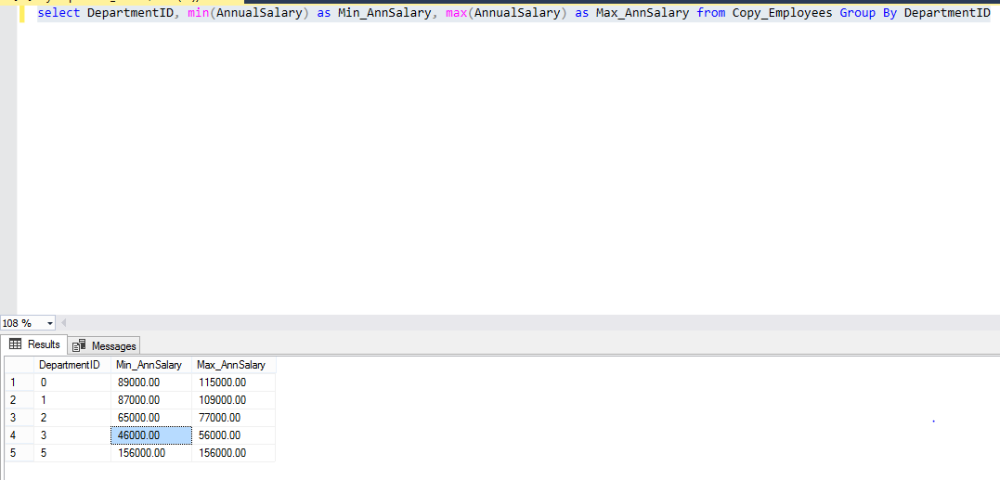 select DepartmentID, min(AnnualSalary) as Min_AnnSalary, max(AnnualSalary) as Max_AnnSalary from Copy_Employees Group By DepartmentID
108 %
Results Messages
DepartmentID Min_AnnSalary Max_AnnSalary
1 0 89000.00 115000.00
2 1 87000.00 109000.00
3 2 65000.00 77000.00
4 3 46000.00 56000.00
5 5 156000.00 156000.00